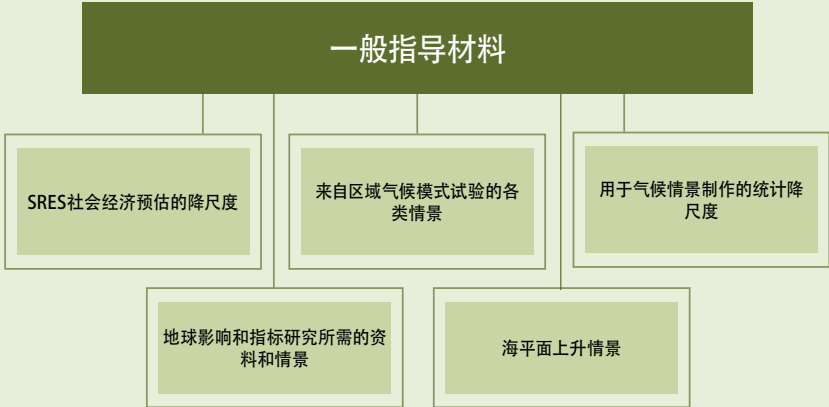 一般指导材料
SRES社会经济预估的降尺度
来自区域气候模式试验的各
类情景
用于气候情景制作的统计降
尺度
地球影响和指标研究所需的资
料和情景
海平面上升情景